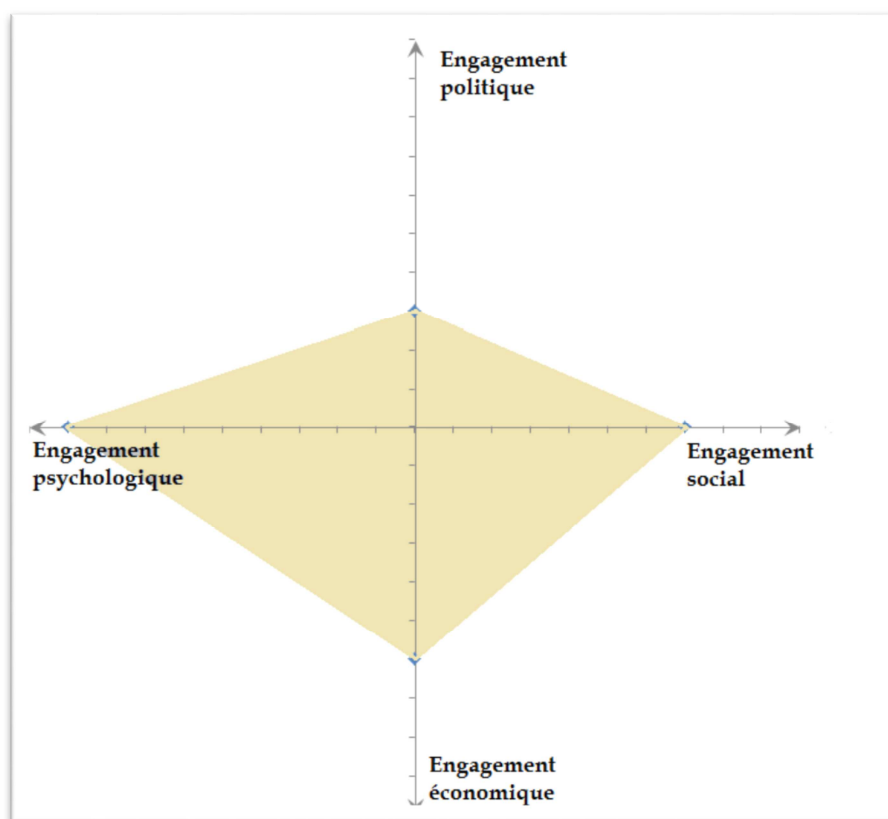 Engagement
politique
Engagement
psychologique
Engagement
social
Engagement
économique